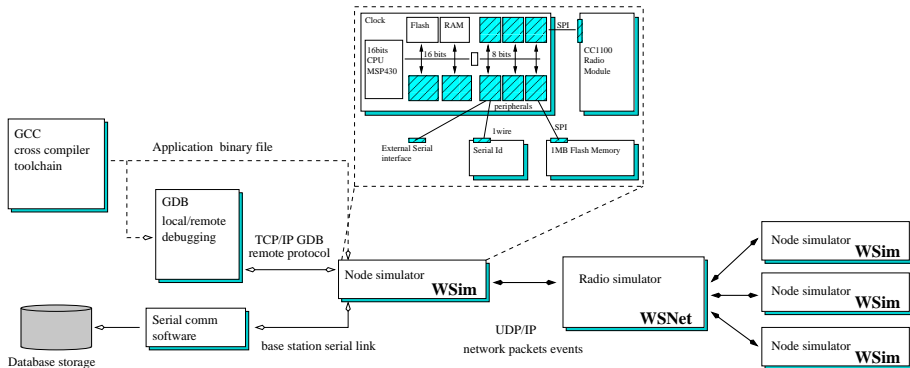 Clock
Flash
RAM
SPI
16bits
CPU
MSP430
16 bits
8 bits
CC1100
Radio
Module
peripherals
1wire
SPI
External Serial
interface
Serial Id
1MB Flash Memory
GCC
cross compiler
toolchain
Application binary file
GDB
local/remote
debugging
TCP/IP GDB
remote protocol
Node simulator
WSim
Radio simulator
WSNet
Node simulator
WSim
Node simulator
WSim
Node simulator
WSim
UDP/IP
network packets events
Serial comm
software
base station serial link
Database storage